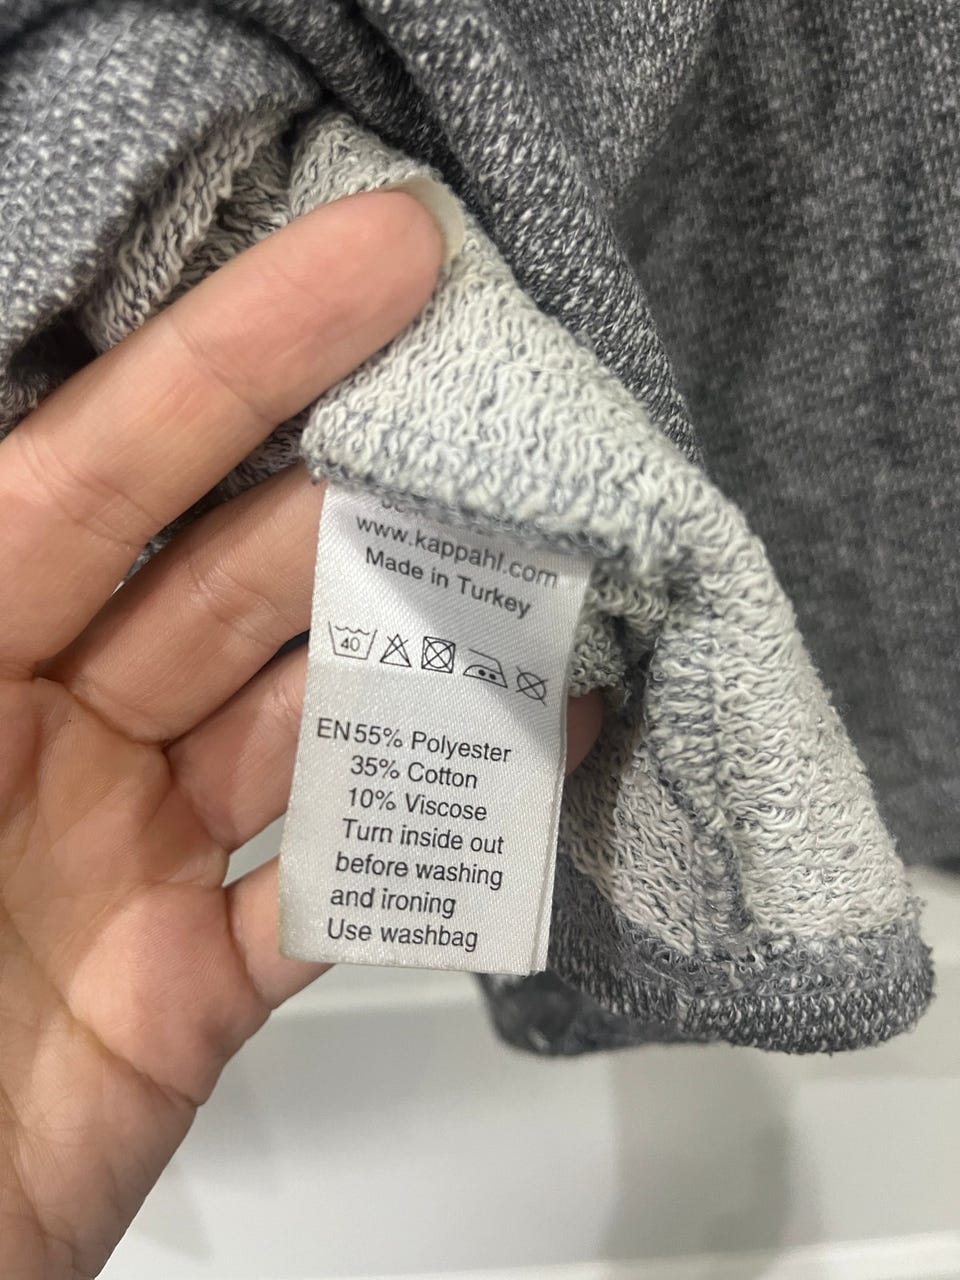 www.kappahl.com
Made in Turkey
40
EN 55% Polyester
35% Cotton
10% Viscose
Turn inside out
before washing
and ironing
Use washbag